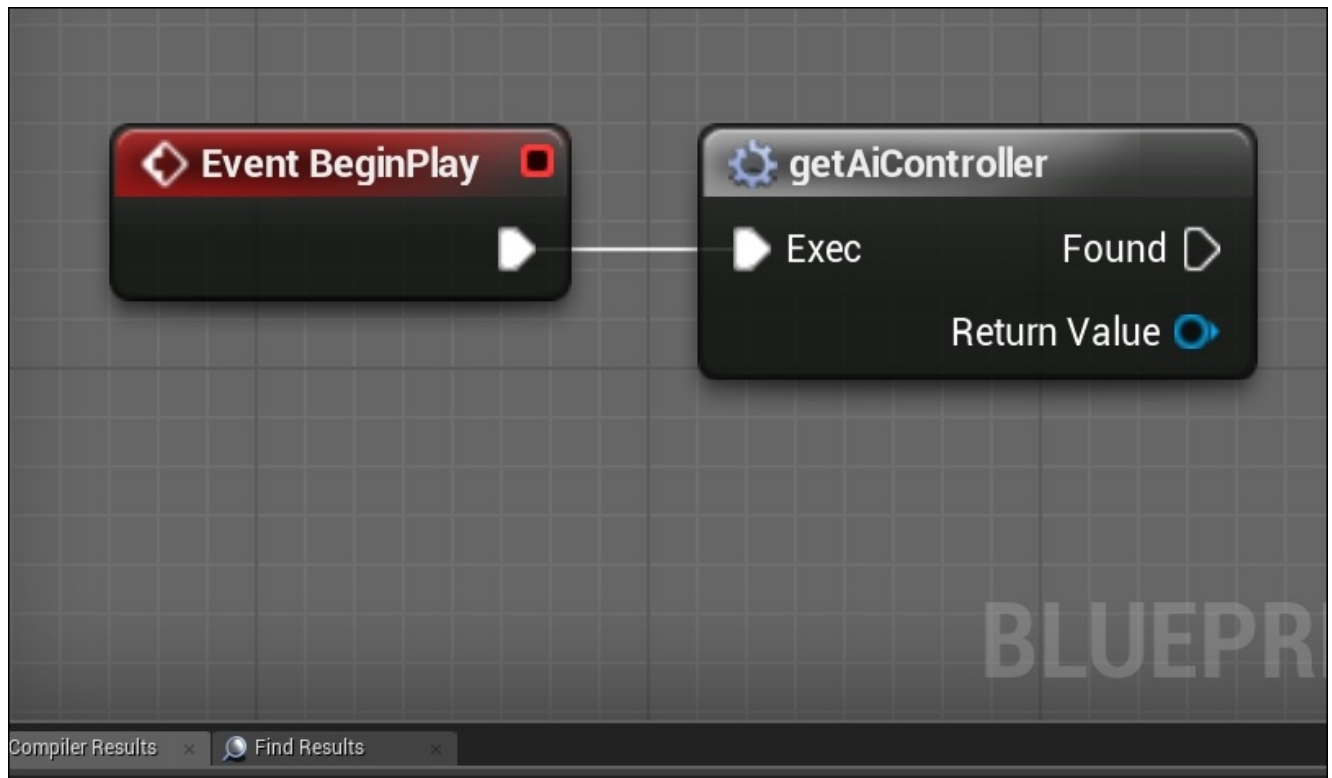 Event BeginPlay
getAiController
Exec
Found
Return Value
BLUEPR
Compiler Results
Find Results